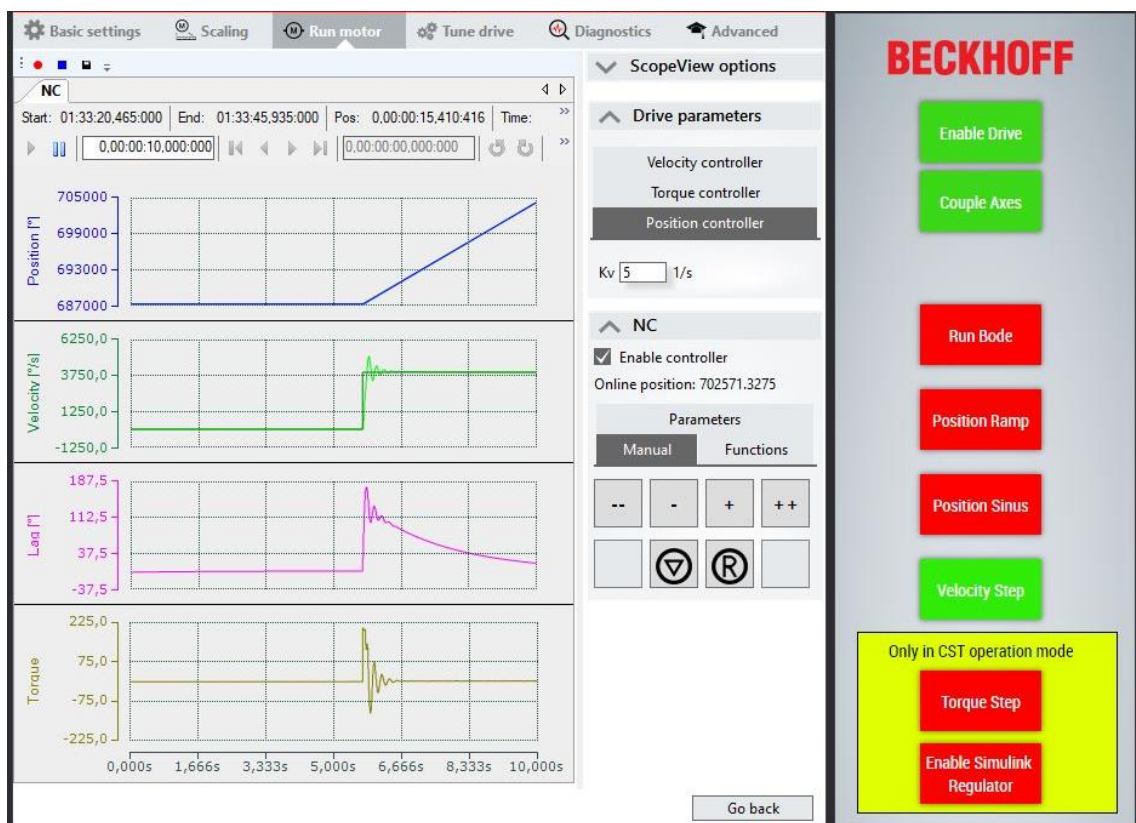 Basic settings
Scaling
Run motor
Tune drive
Diagnostics
Advanced
NC
Start: 01:33:20,465:000 End: 01:33:45,935:000 Pos: 0,00:00:15,410:416 Time:
0,00:00:10,000:000
0,00:00:00,000:000
Position [°]
705000
699000
693000
687000
Velocity [°/s]
6250,0
3750,0
1250,0
-1250,0
Lag [°]
187,5
112,5
37,5
-37,5
Torque
225,0
75,0
-75,0
-225,0
0,000s 1,666s 3,333s 5,000s 6,666s 8,333s 10,000s
ScopeView options
Drive parameters
Velocity controller
Torque controller
Position controller
Kv 5 1/s
NC
Enable controller
Online position: 702571.3275
Parameters
Manual Functions
-- - + ++
R
Go back
BECKHOFF
Enable Drive
Couple Axes
Run Bode
Position Ramp
Position Sinus
Velocity Step
Only in CST operation mode
Torque Step
Enable Simulink
Regulator